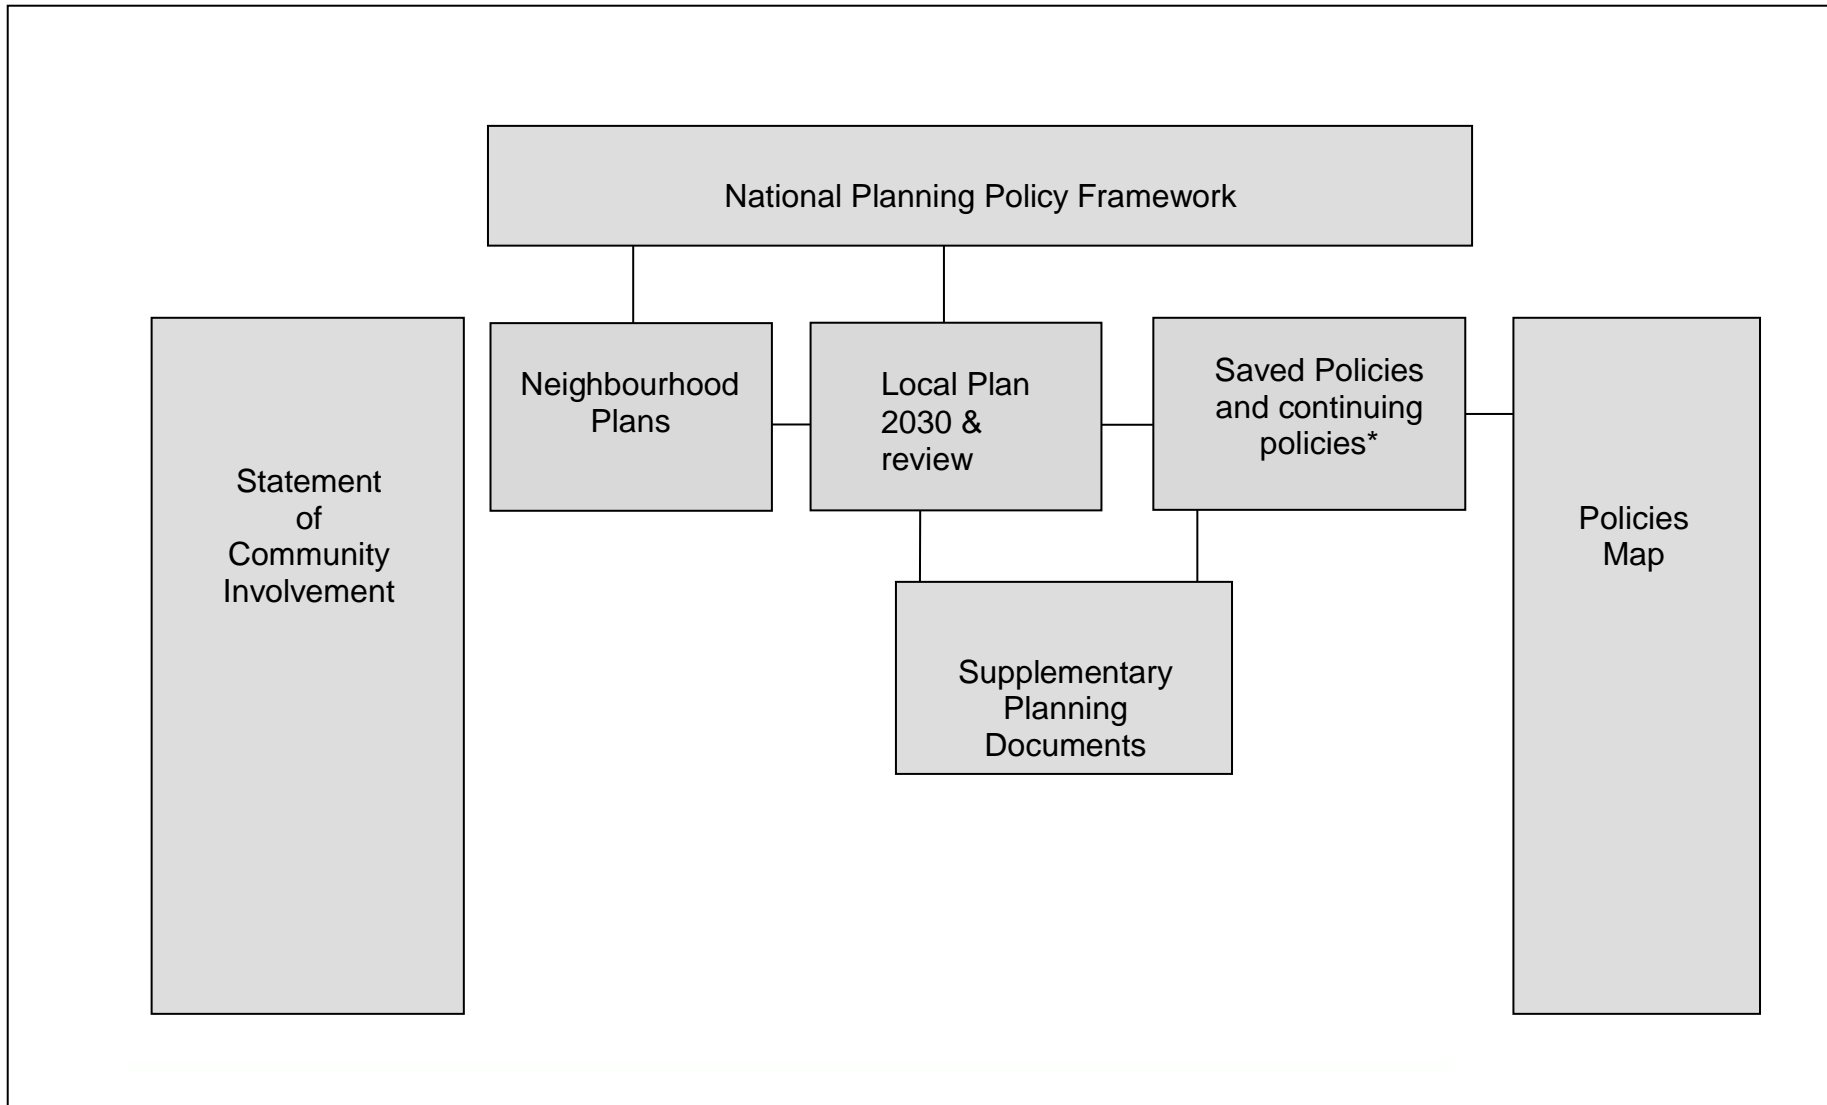 National Planning Policy Framework
Statement
of
Community
Involvement
Neighbourhood
Plans
Local Plan
2030 &
review
Saved Policies
and continuing
policies*
Policies
Map
Supplementary
Planning
Documents